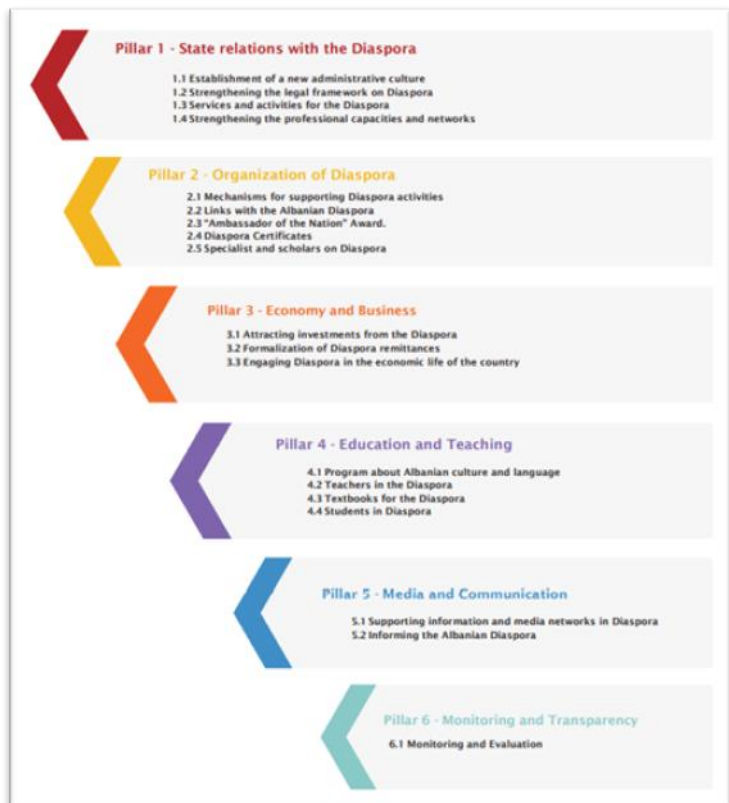 Pillar 1 - State relations with the Diaspora
1.1 Establishment of a new administrative culture
1.2 Strengthening the legal framework on Diaspora
1.3 Services and activities for the Diaspora
1.4 Strengthening the professional capacities and networks
Pillar 2 - Organization of Diaspora
2.1 Mechanisms for supporting Diaspora activities
2.2 Links with the Albanian Diaspora
2.3 "Ambassador of the Nation" Award.
2.4 Diaspora Certificates
2.5 Specialist and scholars on Diaspora
Pillar 3 - Economy and Business
3.1 Attracting investments from the Diaspora
3.2 Formalization of Diaspora remittances
3.3 Engaging Diaspora in the economic life of the country
Pillar 4 - Education and Teaching
4.1 Program about Albanian culture and language
4.2 Teachers in the Diaspora
4.3 Textbooks for the Diaspora
4.4 Students in Diaspora
Pillar 5 - Media and Communication
5.1 Supporting information and media networks in Diaspora
5.2 Informing the Albanian Diaspora
Pillar 6 - Monitoring and Transparency
6.1 Monitoring and Evaluation